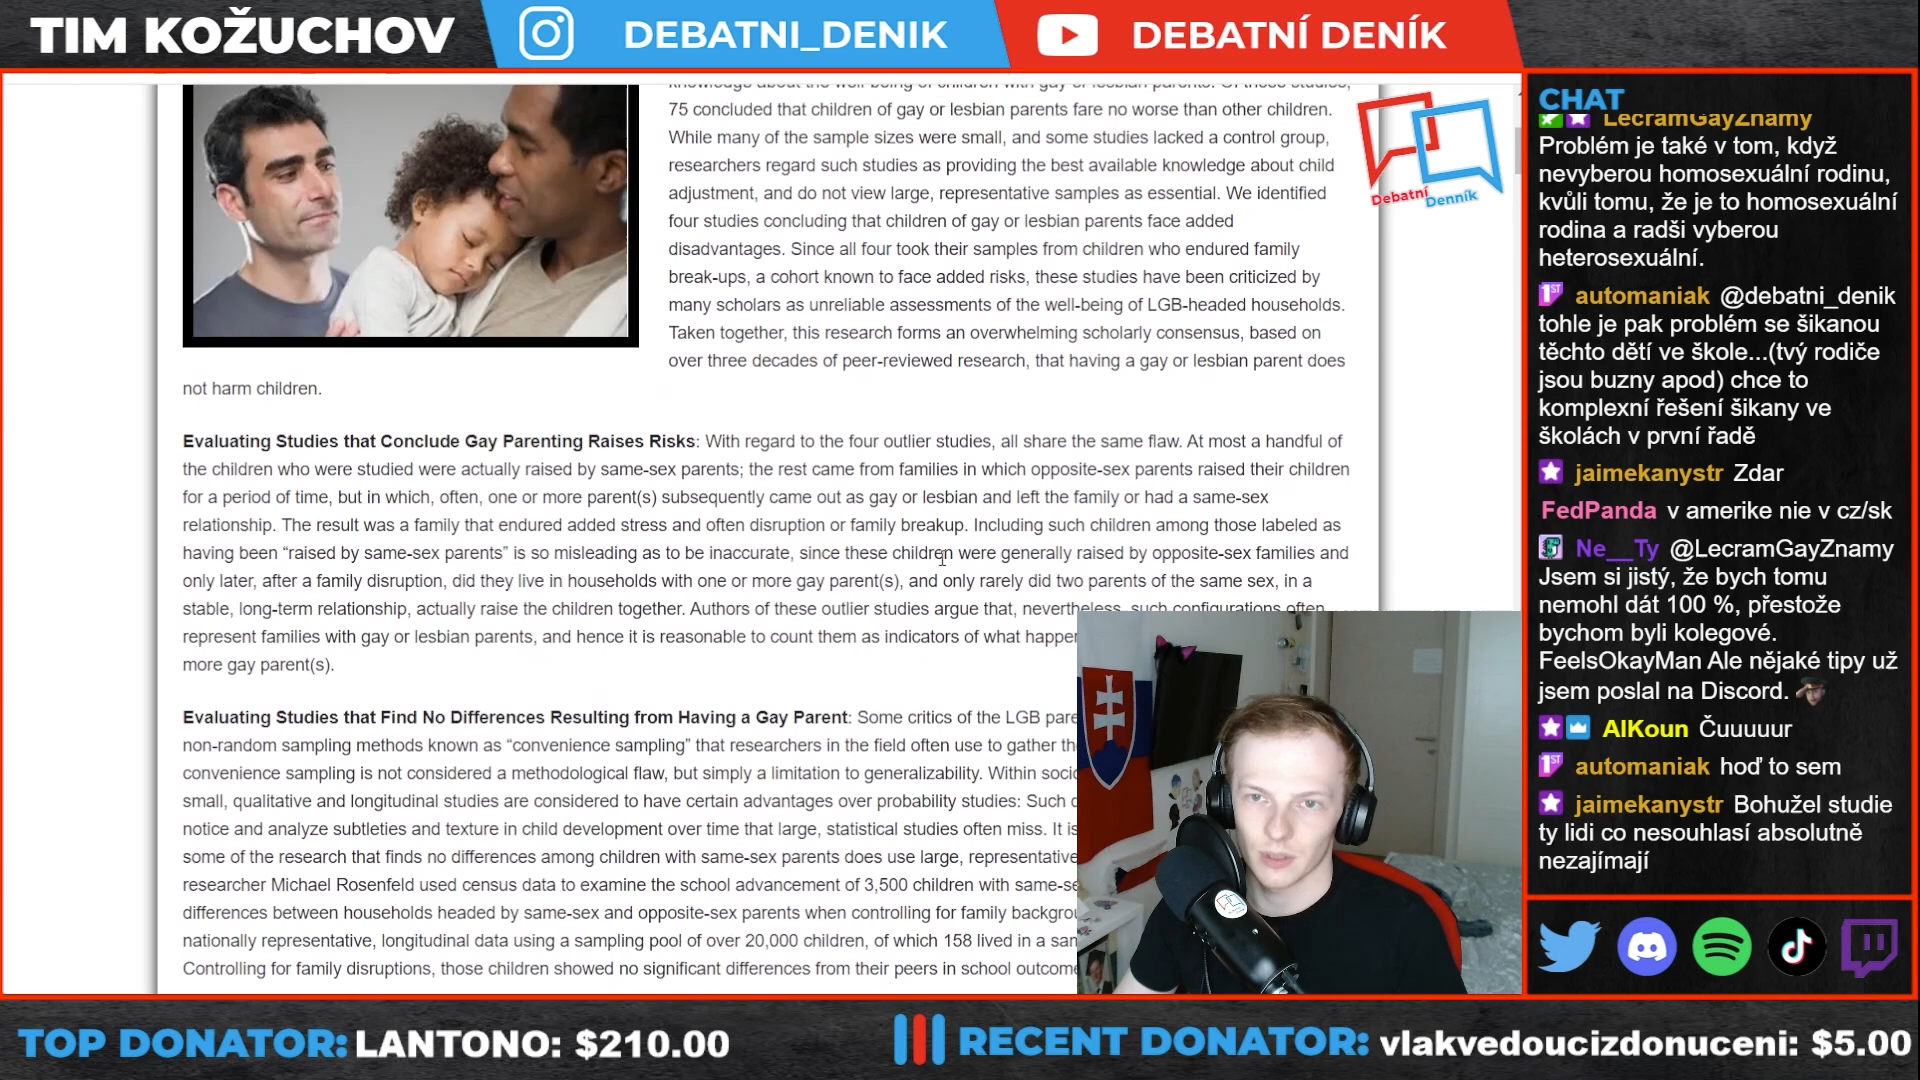 TIM KOŽUCHOV
DEBATNI_DENIK
DEBATNÍ DENÍK
knowledge about the well-being of children with gay or lesbian parents. Of those studies,
75 concluded that children of gay or lesbian parents fare no worse than other children.
While many of the sample sizes were small, and some studies lacked a control group,
researchers regard such studies as providing the best available knowledge about child
adjustment, and do not view large, representative samples as essential. We identified
four studies concluding that children of gay or lesbian parents face added
disadvantages. Since all four took their samples from children who endured family
break-ups, a cohort known to face added risks, these studies have been criticized by
many scholars as unreliable assessments of the well-being of LGB-headed households.
Taken together, this research forms an overwhelming scholarly consensus, based on
over three decades of peer-reviewed research, that having a gay or lesbian parent does
not harm children.
Debatní
Denník
Evaluating Studies that Conclude Gay Parenting Raises Risks: With regard to the four outlier studies, all share the same flaw. At most a handful of
the children who were studied were actually raised by same-sex parents; the rest came from families in which opposite-sex parents raised their children
for a period of time, but in which, often, one or more parent(s) subsequently came out as gay or lesbian and left the family or had a same-sex
relationship. The result was a family that endured added stress and often disruption or family breakup. Including such children among those labeled as
having been “raised by same-sex parents” is so misleading as to be inaccurate, since these children were generally raised by opposite-sex families and
only later, after a family disruption, did they live in households with one or more gay parent(s), and only rarely did two parents of the same sex, in a
stable, long-term relationship, actually raise the children together. Authors of these outlier studies argue that, nevertheless, such configurations often
represent families with gay or lesbian parents, and hence it is reasonable to count them as indicators of what
more gay parent(s).
Evaluating Studies that Find No Differences Resulting from Having a Gay Parent: Some critics of the LGB
non-random sampling methods known as “convenience sampling” that researchers in the field often use to gather
convenience sampling is not considered a methodological flaw, but simply a limitation to generalizability. Within
small, qualitative and longitudinal studies are considered to have certain advantages over probability studies: Such
notice and analyze subtleties and texture in child development over time that large, statistical studies often miss. It is
some of the research that finds no differences among children with same-sex parents does use large, representative
researcher Michael Rosenfeld used census data to examine the school advancement of 3,500 children with
differences between households headed by same-sex and opposite-sex parents when controlling for family
nationally representative, longitudinal data using a sampling pool of over 20,000 children, of which 158 lived in a
Controlling for family disruptions, those children showed no significant differences from their peers in school
CHAT
LecramGayZnamy
Problém je také v tom, když
nevyberou homosexuální rodinu,
kvůli tomu, že je to homosexuální
rodina a radši vyberou
heterosexuální.
1ST automaniak @debatni_denik
tohle je pak problém se šikanou
těchto dětí ve škole...(tvý rodiče
jsou buzny apod) chce to
komplexní řešení šikany ve
školách v první řadě
jaimekanystr Zdar
FedPanda v amerike nie v cz/sk
Ne__Ty @LecramGayZnamy
Jsem si jistý, že bych tomu
nemohl dát 100 %, přestože
bychom byli kolegové.
FeelsOkayMan Ale nějaké tipy už
jsem poslal na Discord.
AlKoun Čuuuuur
1ST automaniak hoď to sem
jaimekanystr Bohužel studie
ty lidi co nesouhlasí absolutně
nezajímají
TOP DONATOR: LANTONO: $210.00
RECENT DONATOR: vlakvedoucizdonuceni: $5.00